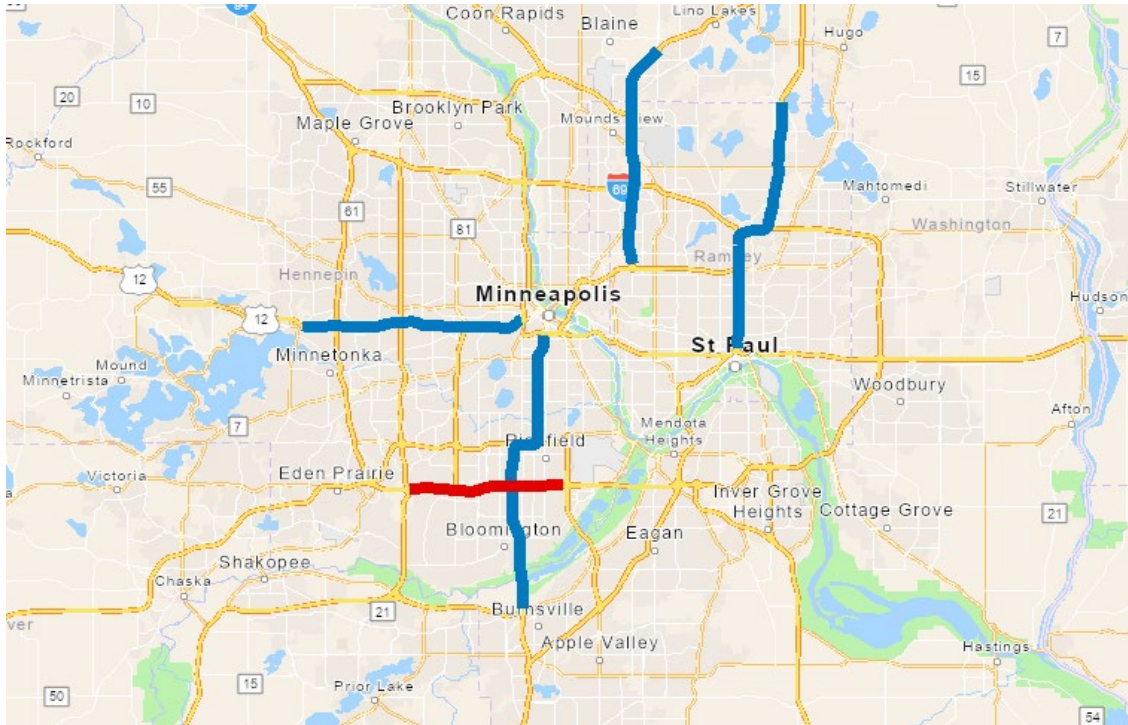 94
Coon Rapids
Blaine
Lino Lakes
Hugo
7
15
20
10
Brooklyn Park
Mounds View
Maple Grove
Rockford
55
69
Mahtomedi
Stillwater
61
81
Washington
Ramsey
Hennepin
12
Minneapolis
12
Hudson
St Paul
Minnetonka
Mound
Minnetrista
Woodbury
Afton
7
Mendota
Heights
Richfield
Victoria
Eden Prairie
Inver Grove
Heights
Cottage Grove
21
Bloomington
Eagan
Shakopee
Chaska
21
Burnsville
ver
Apple Valley
Hastings
50
15
Prior Lake
54